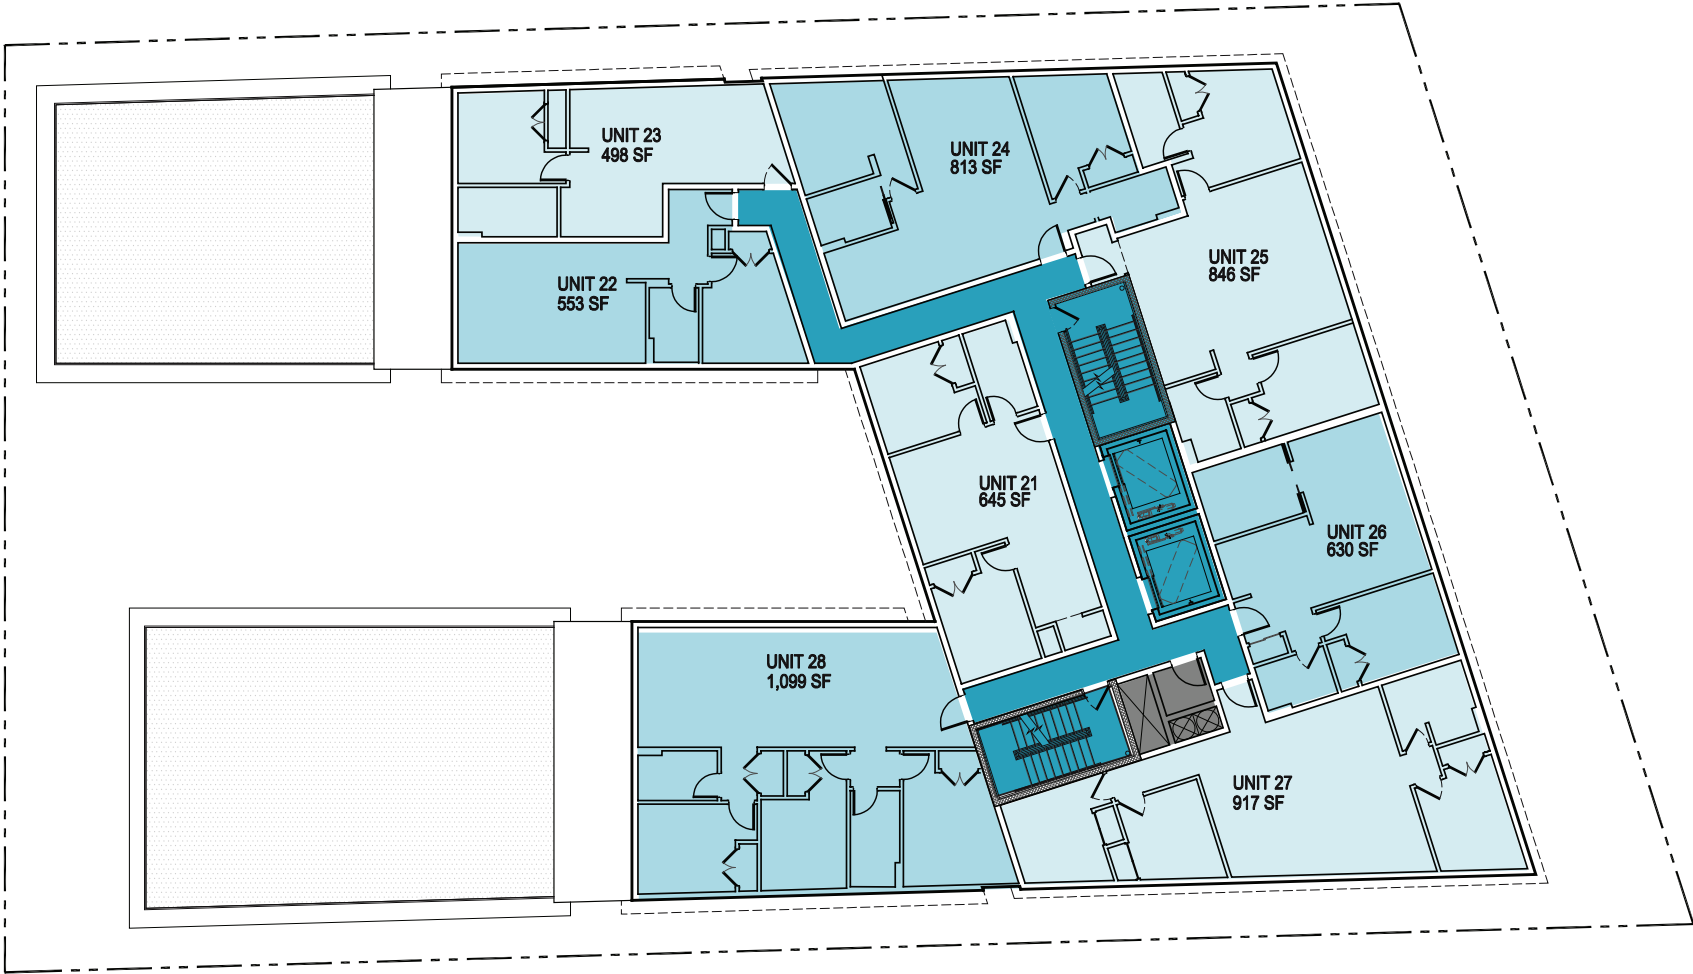 UNIT 23
498 SF
UNIT 24
813 SF
UNIT 25
846 SF
UNIT 22
553 SF
UNIT 21
645 SF
UNIT 26
630 SF
UNIT 28
1,099 SF
UNIT 27
917 SF